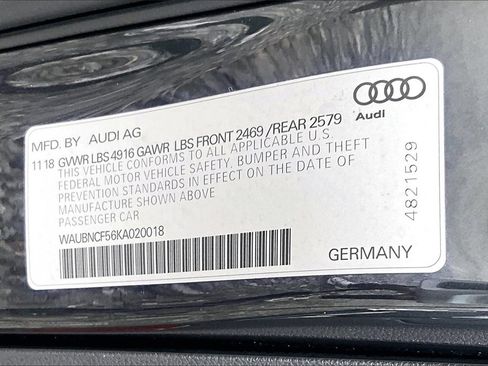 MFD. BY AUDI AG
11 18 GVWR LBS 4916 GAWR LBS FRONT 2469 / REAR 2579
THIS VEHICLE CONFORMS TO ALL APPLICABLE U.S.
FEDERAL MOTOR VEHICLE SAFETY, BUMPER AND THEFT
PREVENTION STANDARDS IN EFFECT ON THE DATE OF
MANUFACTURE SHOWN ABOVE
PASSENGER CAR
WAUBNCF56KA020018
Audi
4821529
GERMANY